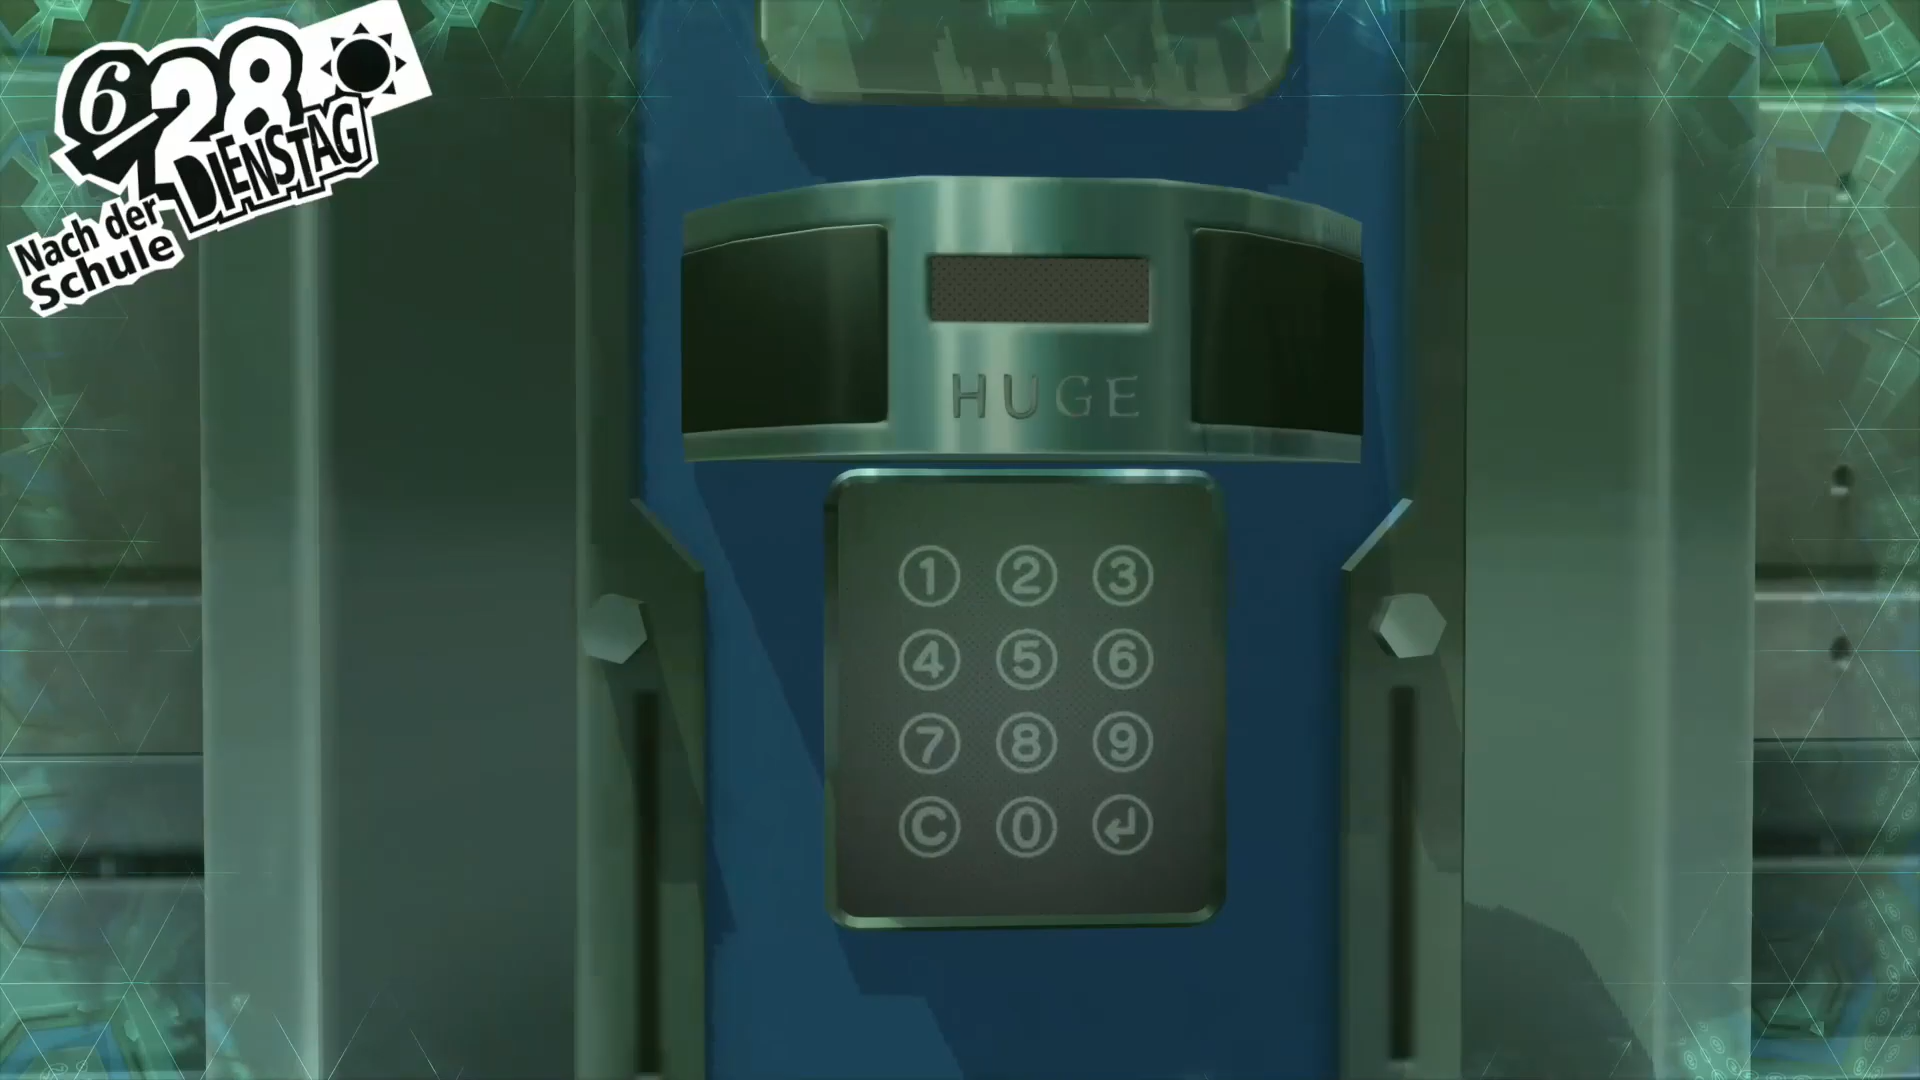 6/28
DIENSTAG
Nach der
Schule
HUGE
1 2 3
4 5 6
7 8 9
C 0 ↵